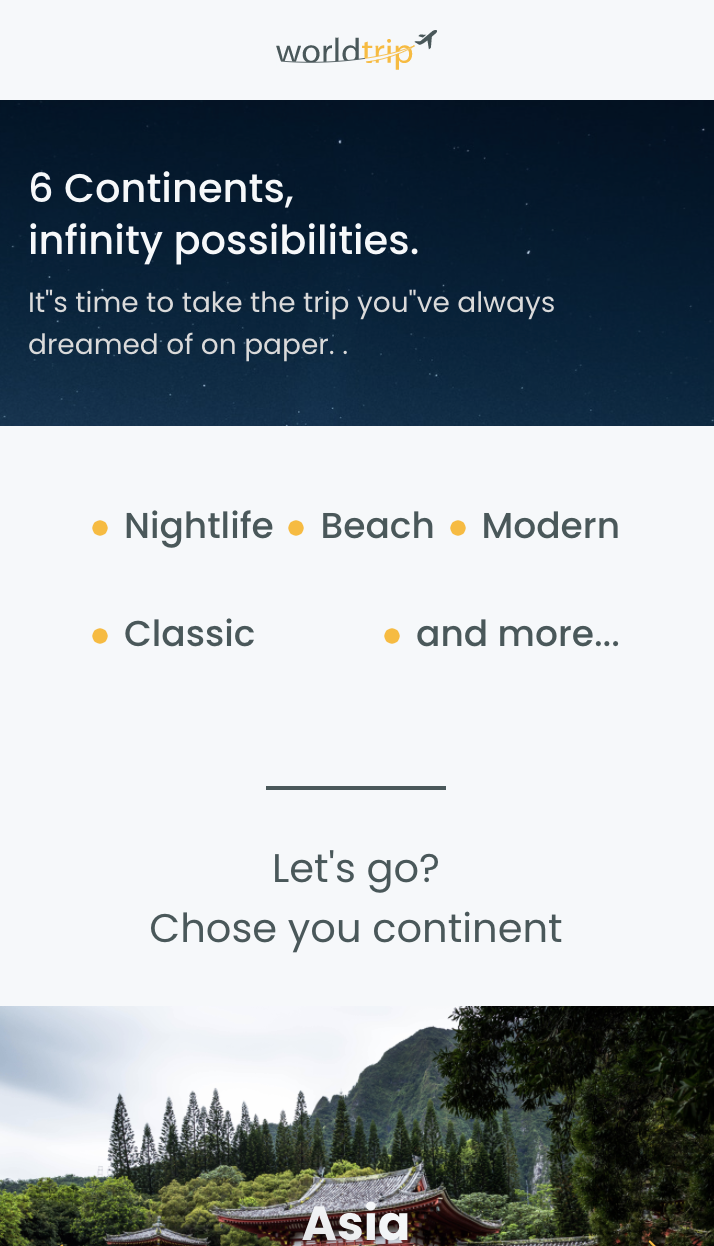 worldtrip
6 Continents,
infinity possibilities.
It"s time to take the trip you"ve always
dreamed of on paper. .
Nightlife
Beach
Modern
Classic
and more...
Let's go?
Chose you continent
Asia